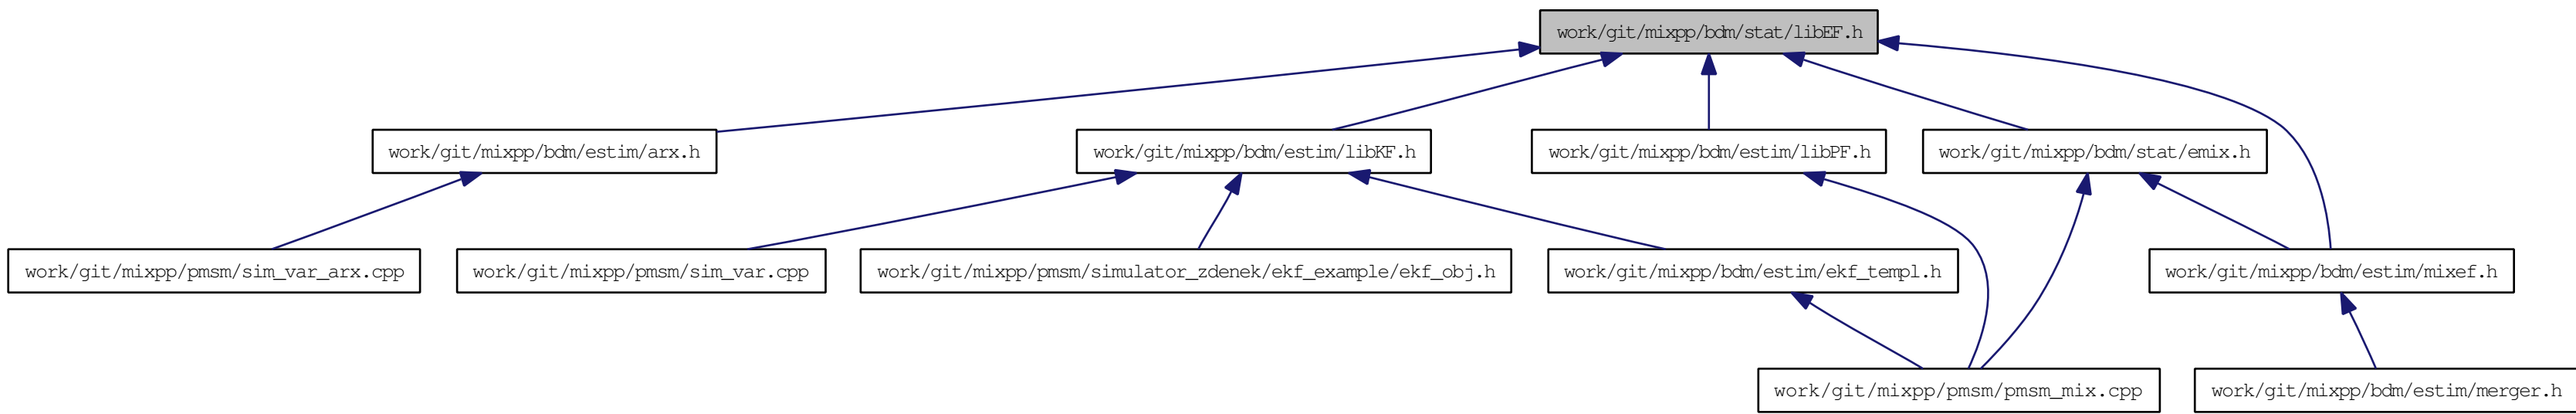 work/git/mixpp/bdm/stat/libEF.h
work/git/mixpp/bdm/estim/arx.h
work/git/mixpp/bdm/estim/libKF.h
work/git/mixpp/bdm/estim/libPF.h
work/git/mixpp/bdm/stat/emix.h
work/git/mixpp/pmsm/sim_var_arx.cpp
work/git/mixpp/pmsm/sim_var.cpp
work/git/mixpp/pmsm/simulator_zdenek/ekf_example/ekf_obj.h
work/git/mixpp/bdm/estim/ekf_templ.h
work/git/mixpp/bdm/estim/mixef.h
work/git/mixpp/pmsm/pmsm_mix.cpp
work/git/mixpp/bdm/estim/merger.h